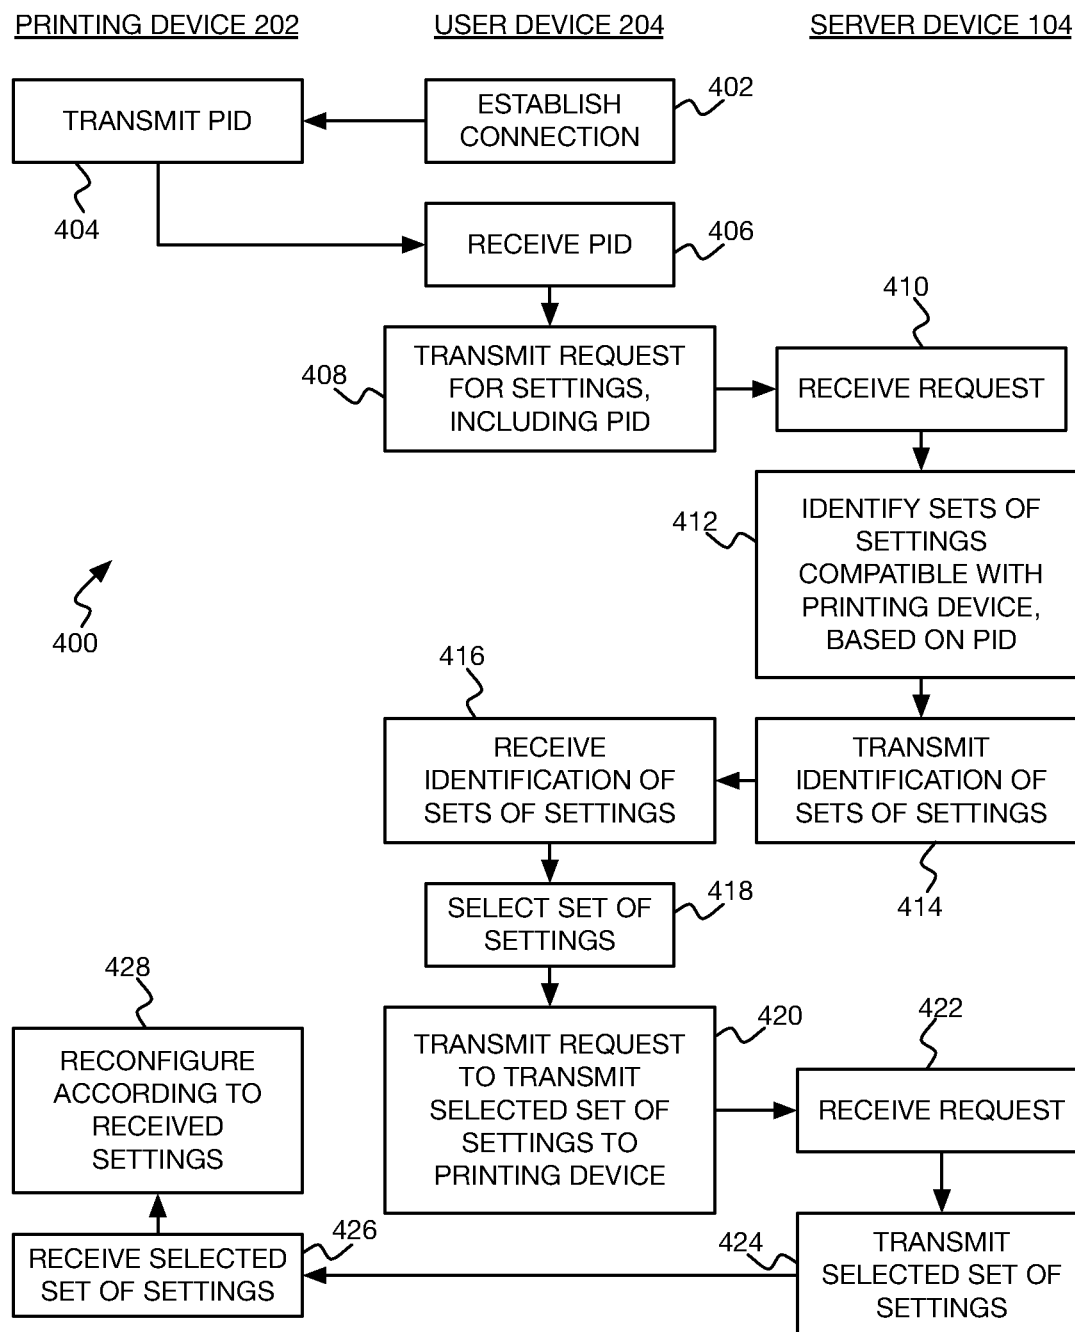 PRINTING DEVICE 202
USER DEVICE 204
SERVER DEVICE 104
TRANSMIT PID
404
ESTABLISH
CONNECTION
402
RECEIVE PID
406
TRANSMIT REQUEST
FOR SETTINGS,
INCLUDING PID
408
410
RECEIVE REQUEST
412
IDENTIFY SETS OF
SETTINGS
COMPATIBLE WITH
PRINTING DEVICE,
BASED ON PID
400
416
RECEIVE
IDENTIFICATION OF
SETS OF SETTINGS
TRANSMIT
IDENTIFICATION OF
SETS OF SETTINGS
414
SELECT SET OF
SETTINGS
418
428
RECONFIGURE
ACCORDING TO
RECEIVED
SETTINGS
TRANSMIT REQUEST
TO TRANSMIT
SELECTED SET OF
SETTINGS TO
PRINTING DEVICE
420
422
RECEIVE REQUEST
RECEIVE SELECTED
SET OF SETTINGS
426
424
TRANSMIT
SELECTED SET OF
SETTINGS